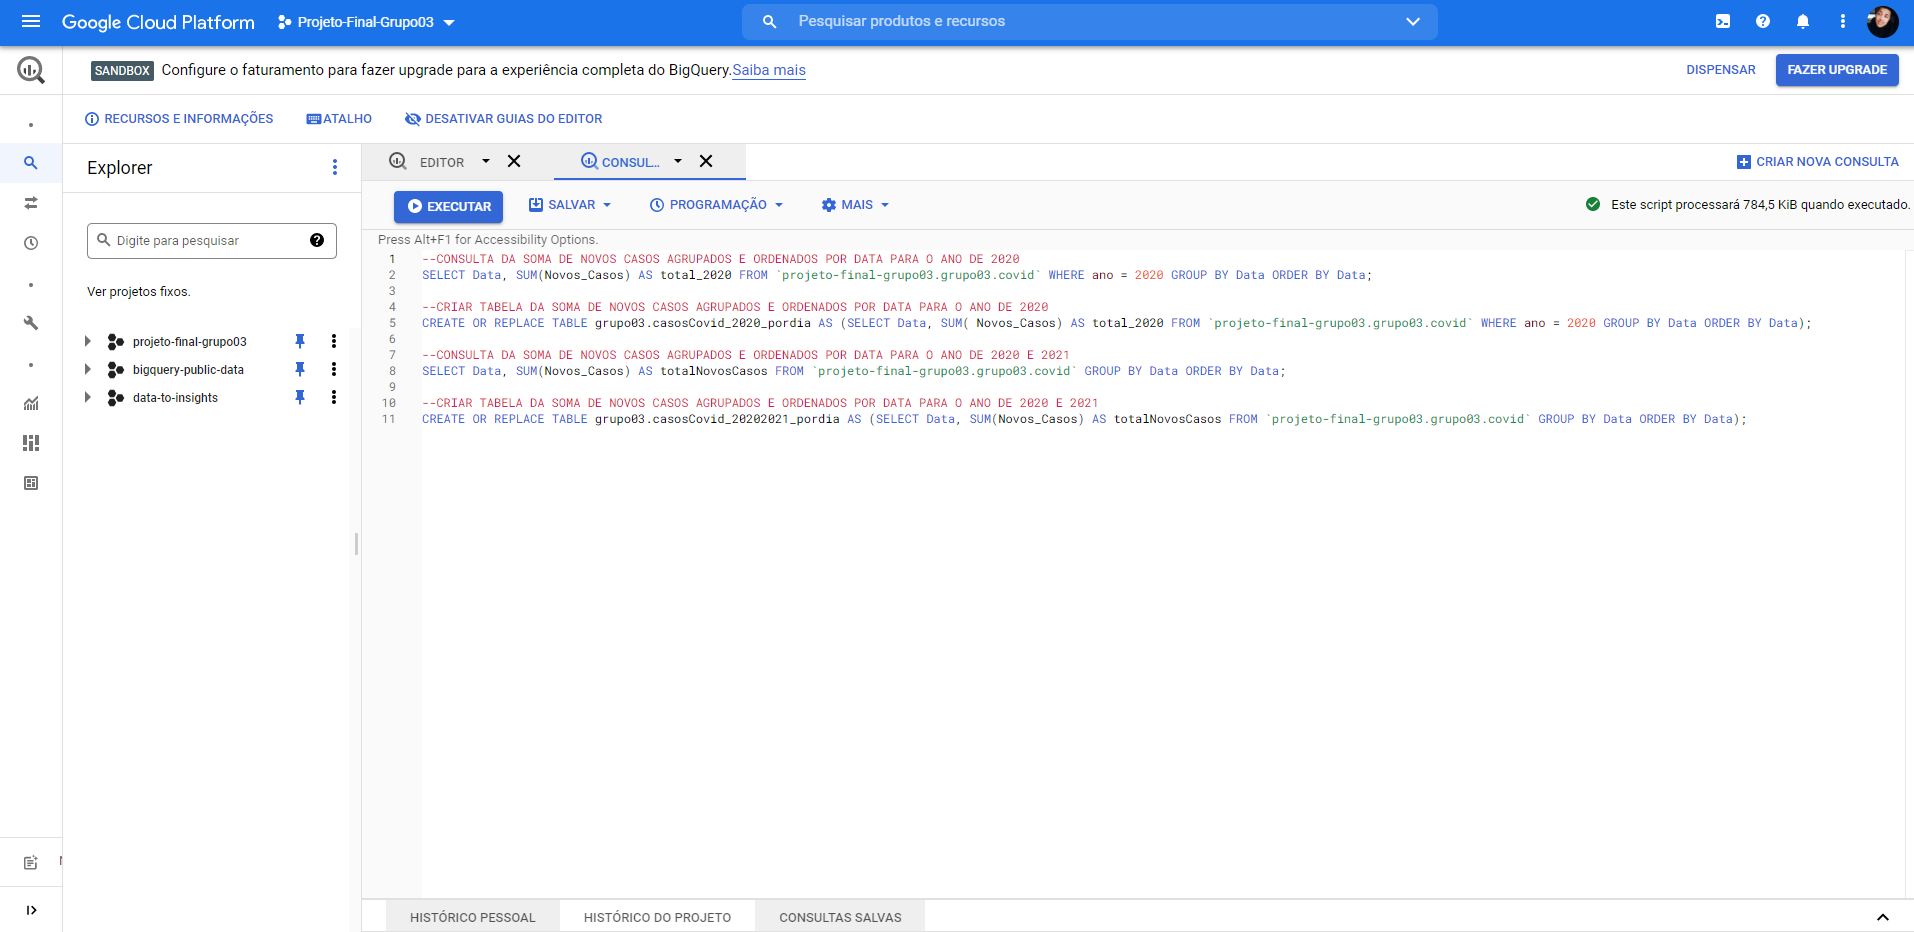 Google Cloud Platform
Projeto-Final-Grupo03
Pesquisar produtos e recursos
SANDBOX
Configure o faturamento para fazer upgrade para a experiência completa do BigQuery.Saiba mais
DISPENSAR
FAZER UPGRADE
RECURSOS E INFORMAÇÕES
ATALHO
DESATIVAR GUIAS DO EDITOR
Explorer
EDITOR
CONSUL...
CRIAR NOVA CONSULTA
EXECUTAR
SALVAR
PROGRAMAÇÃO
MAIS
Este script processará 784,5 KiB quando executado.
Digite para pesquisar
Ver projetos fixos.
projeto-final-grupo03
bigquery-public-data
data-to-insights
Press Alt+F1 for Accessibility Options.
1 --CONSULTA DA SOMA DE NOVOS CASOS AGRUPADOS E ORDENADOS POR DATA PARA O ANO DE 2020
2 SELECT Data, SUM(Novos_Casos) AS total_2020 FROM `projeto-final-grupo03.grupo03.covid` WHERE ano = 2020 GROUP BY Data ORDER BY Data;
3
4 --CRIAR TABELA DA SOMA DE NOVOS CASOS AGRUPADOS E ORDENADOS POR DATA PARA O ANO DE 2020
5 CREATE OR REPLACE TABLE grupo03.casosCovid_2020_pordia AS (SELECT Data, SUM( Novos_Casos) AS total_2020 FROM `projeto-final-grupo03.grupo03.covid` WHERE ano = 2020 GROUP BY Data ORDER BY Data);
6
7 --CONSULTA DA SOMA DE NOVOS CASOS AGRUPADOS E ORDENADOS POR DATA PARA O ANO DE 2020 E 2021
8 SELECT Data, SUM(Novos_Casos) AS totalNovosCasos FROM `projeto-final-grupo03.grupo03.covid` GROUP BY Data ORDER BY Data;
9
10 --CRIAR TABELA DA SOMA DE NOVOS CASOS AGRUPADOS E ORDENADOS POR DATA PARA O ANO DE 2020 E 2021
11 CREATE OR REPLACE TABLE grupo03.casosCovid_20202021_pordia AS (SELECT Data, SUM(Novos_Casos) AS totalNovosCasos FROM `projeto-final-grupo03.grupo03.covid` GROUP BY Data ORDER BY Data);
HISTÓRICO PESSOAL
HISTÓRICO DO PROJETO
CONSULTAS SALVAS